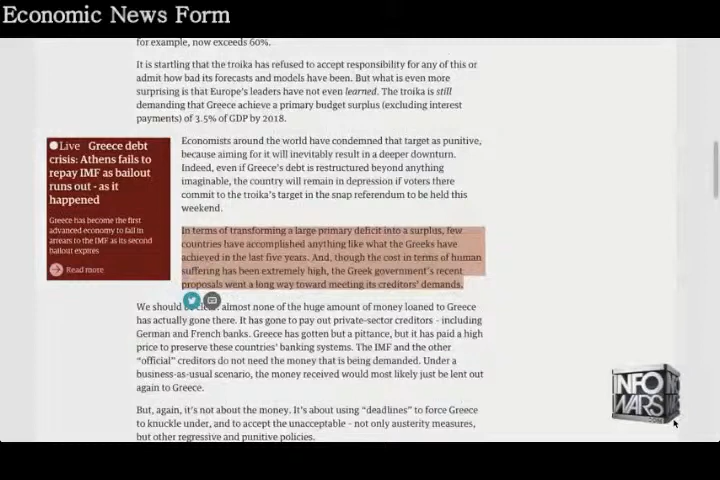 Economic News Form
for example, now exceeds 60%.
It is startling that the troika has refused to accept responsibility for any of this or
admit how bad its forecasts and models have been. But what is even more
surprising is that Europe's leaders have not even learned. The troika is still
demanding that Greece achieve a primary budget surplus (excluding interest
payments) of 3.5% of GDP by 2018.
Economists around the world have condemned that target as punitive,
because aiming for it will inevitably result in a deeper downturn.
Indeed, even if Greece's debt is restructured beyond anything
imaginable, the country will remain in depression if voters there
commit to the troika's target in the snap referendum to be held this
weekend.
Live Greece debt
crisis: Athens fails to
repay IMF as bailout
runs out - as it
happened
Greece has become the first
advanced economy to fall in
arrears to the IMF as its second
bailout expires
Read more
In terms of transforming a large primary deficit into a surplus, few
countries have accomplished anything like what the Greeks have
achieved in the last five years. And, though the cost in terms of human
suffering has been extremely high, the Greek government's recent
proposals went a long way toward meeting its creditors' demands.
We should almost none of the huge amount of money loaned to Greece
has actually gone there. It has gone to pay out private-sector creditors – including
German and French banks. Greece has gotten but a pittance, but it has paid a high
price to preserve these countries' banking systems. The IMF and the other
"official" creditors do not need the money that is being demanded. Under a
business-as-usual scenario, the money received would most likely just be lent out
again to Greece.
But, again, it's not about the money. It's about using "deadlines" to force Greece
to knuckle under, and to accept the unacceptable – not only austerity measures,
but other regressive and punitive policies.
INFO
WARS